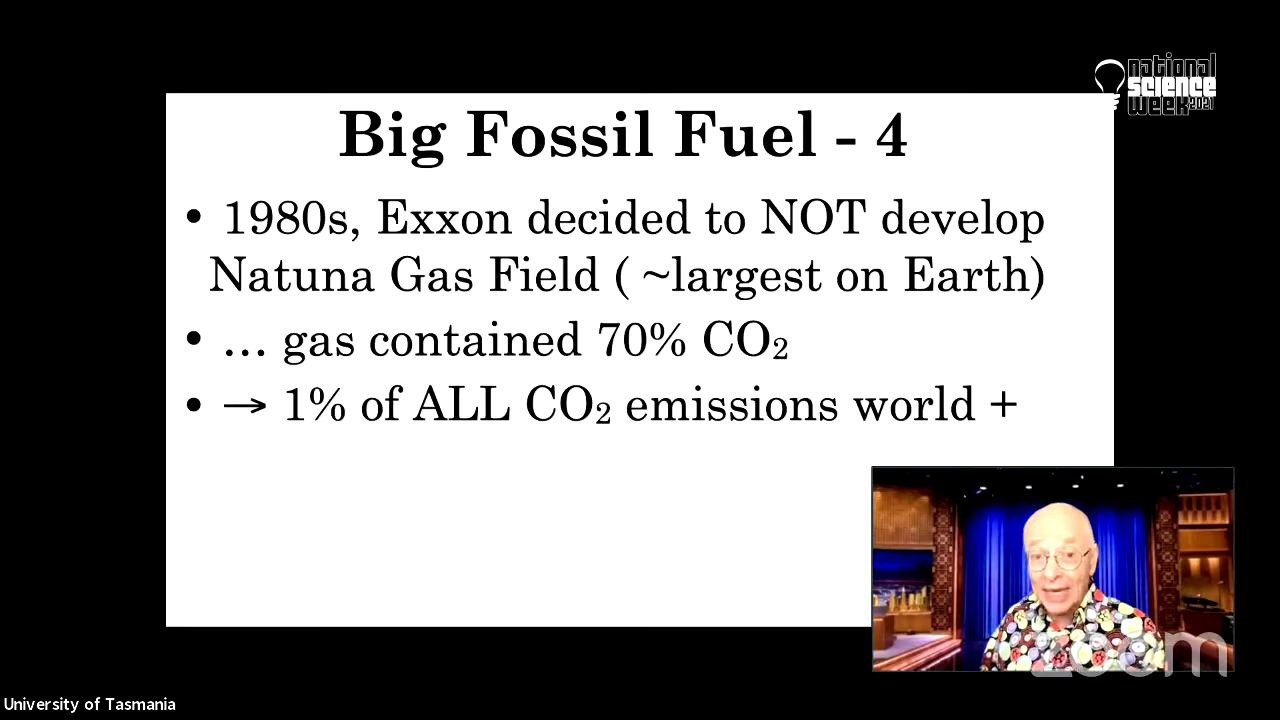 national
science
week 2021
Big Fossil Fuel - 4
• 1980s, Exxon decided to NOT develop
Natuna Gas Field ( ~largest on Earth)
• … gas contained 70% CO₂
• → 1% of ALL CO₂ emissions world +
zoom
University of Tasmania